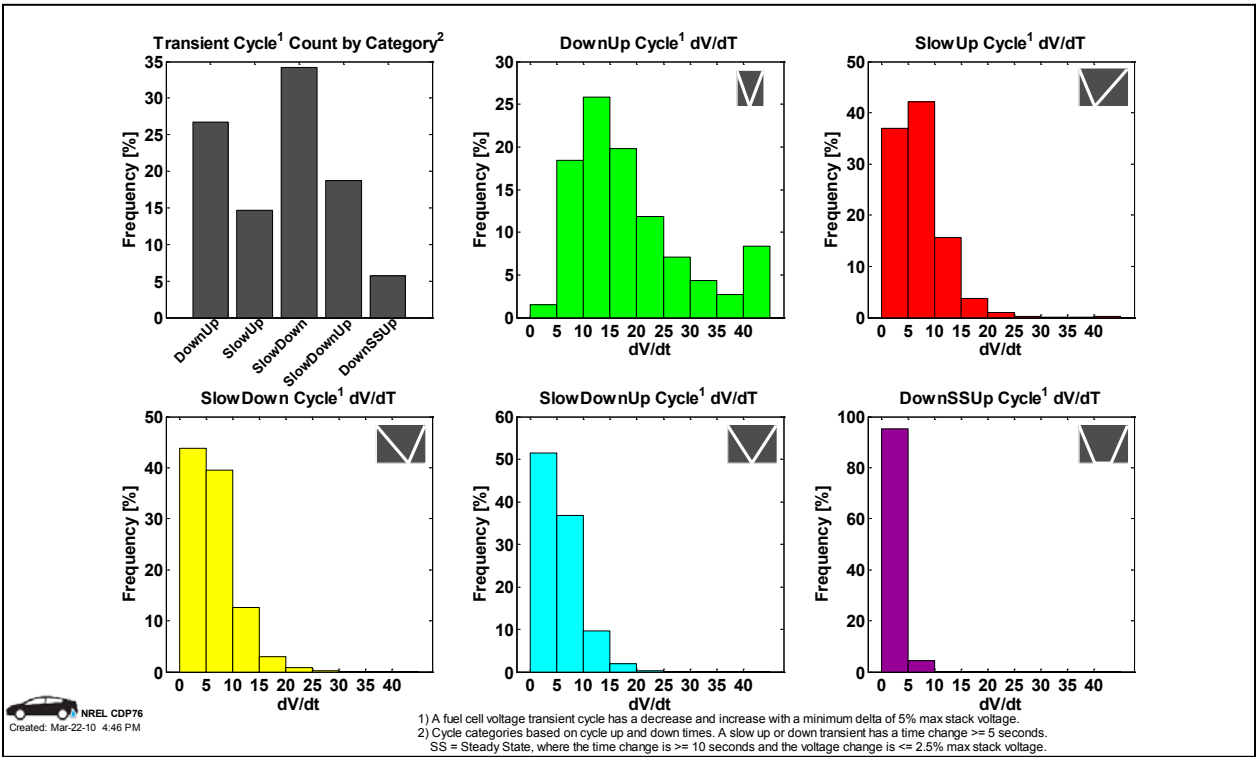 Transient Cycle1 Count by Category2
35
30
25
20
15
10
5
0
Frequency [%]
DownUp
SlowUp
SlowDown
SlowDownUp
DownSSUp
DownUp Cycle1 dV/dT
30
25
20
15
10
5
0
Frequency [%]
0 5 10 15 20 25 30 35 40
dV/dt
SlowUp Cycle1 dV/dT
50
40
30
20
10
0
Frequency [%]
0 5 10 15 20 25 30 35 40
dV/dt
SlowDown Cycle1 dV/dT
50
40
30
20
10
0
Frequency [%]
0 5 10 15 20 25 30 35 40
dV/dt
SlowDownUp Cycle1 dV/dT
60
50
40
30
20
10
0
Frequency [%]
0 5 10 15 20 25 30 35 40
dV/dt
DownSSUp Cycle1 dV/dT
100
80
60
40
20
0
Frequency [%]
0 5 10 15 20 25 30 35 40
dV/dt
NREL CDP76
Created: Mar-22-10 4:46 PM
1) A fuel cell voltage transient cycle has a decrease and increase with a minimum delta of 5% max stack voltage.
2) Cycle categories based on cycle up and down times. A slow up or down transient has a time change >= 5 seconds.
SS = Steady State, where the time change is >= 10 seconds and the voltage change is <= 2.5% max stack voltage.